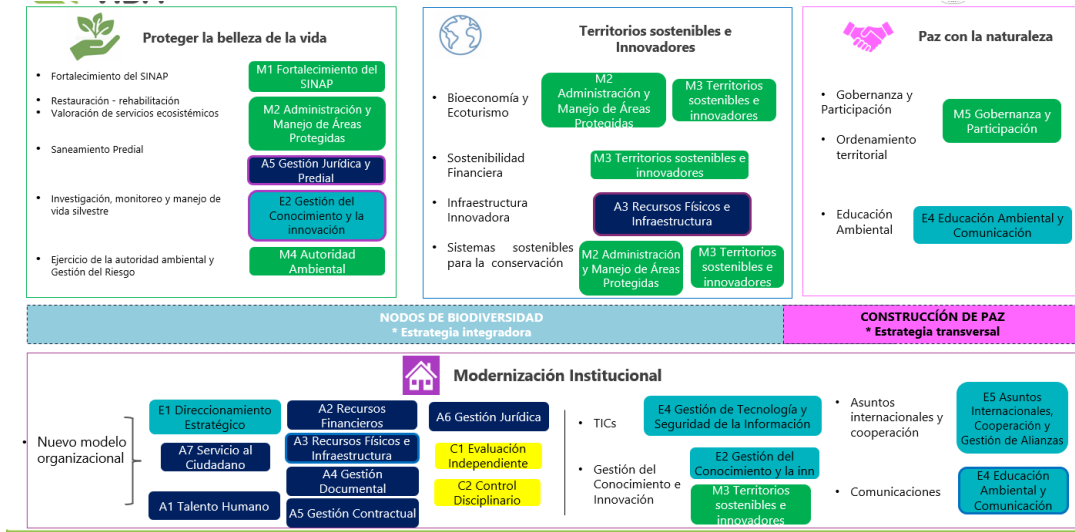 Proteger la belleza de la vida
• Fortalecimiento del SINAP
• Restauración - rehabilitación
• Valoración de servicios ecosistémicos
• Saneamiento Predial
• Investigación, monitoreo y manejo de
vida silvestre
• Ejercicio de la autoridad ambiental y
Gestión del Riesgo
M1 Fortalecimiento del
SINAP
M2 Administración y
Manejo de Áreas
Protegidas
A5 Gestión Jurídica y
Predial
E2 Gestión del
Conocimiento y la
innovación
M4 Autoridad
Ambiental
Territorios sostenibles e
Innovadores
• Bioeconomía y
Ecoturismo
M2
Administración y
Manejo de Áreas
Protegidas
M3 Territorios
sostenibles e
innovadores
• Sostenibilidad
Financiera
M3 Territorios sostenibles e
innovadores
• Infraestructura
Innovadora
A3 Recursos Físicos e
Infraestructura
• Sistemas sostenibles
para la conservación
M2 Administración
y Manejo de Áreas
Protegidas
M3 Territorios
sostenibles e
innovadores
Paz con la naturaleza
• Gobernanza y
Participación
• Ordenamiento
territorial
M5 Gobernanza y
Participación
• Educación
Ambiental
E4 Educación Ambiental y
Comunicación
NODOS DE BIODIVERSIDAD
* Estrategia integradora
CONSTRUCCÍON DE PAZ
* Estrategia transversal
Modernización Institucional
• Nuevo modelo
organizacional
E1 Direccionamiento
Estratégico
A7 Servicio al
Ciudadano
A1 Talento Humano
A2 Recursos
Financieros
A3 Recursos Físicos e
Infraestructura
A4 Gestión
Documental
A5 Gestión Contractual
A6 Gestión Jurídica
C1 Evaluación
Independiente
C2 Control
Disciplinario
• TICs
E4 Gestión de Tecnología y
Seguridad de la Información
• Gestión del
Conocimiento e
Innovación
E2 Gestión del
Conocimiento y la inn
M3 Territorios
sostenibles e
innovadores
• Asuntos
internacionales y
cooperación
E5 Asuntos
Internacionales,
Cooperación y
Gestión de Alianzas
• Comunicaciones
E4 Educación
Ambiental y
Comunicación